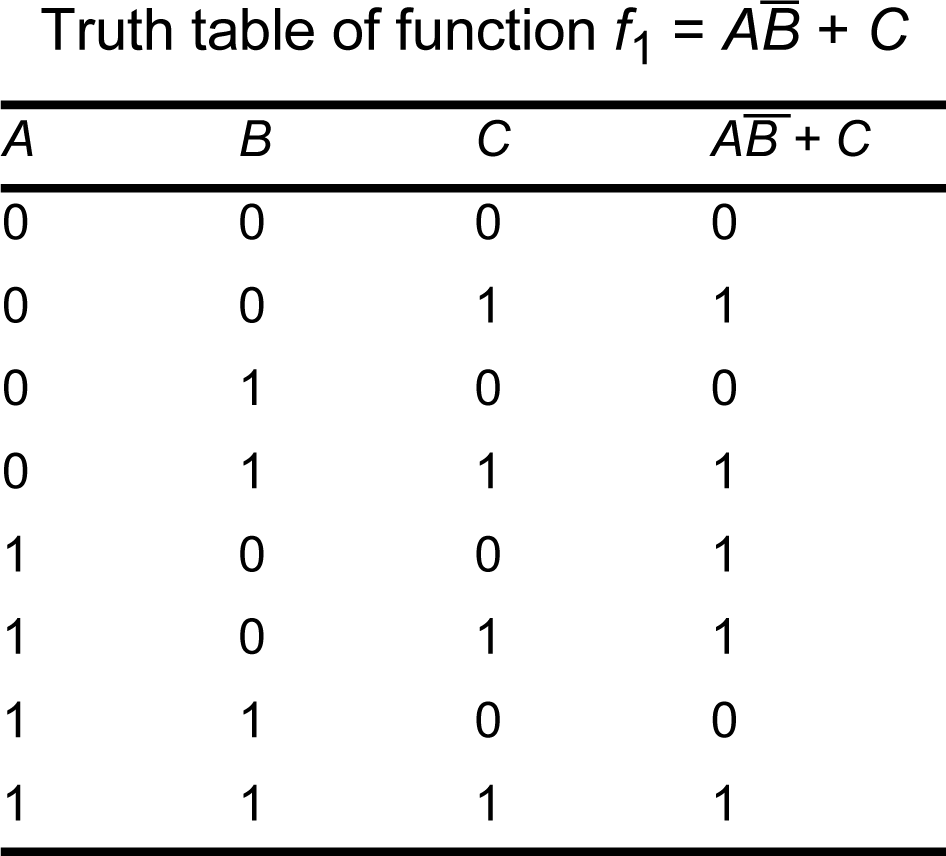 Truth table of function f₁ = AB̅ + C
A B C AB̅ + C
0 0 0 0
0 0 1 1
0 1 0 0
0 1 1 1
1 0 0 1
1 0 1 1
1 1 0 0
1 1 1 1